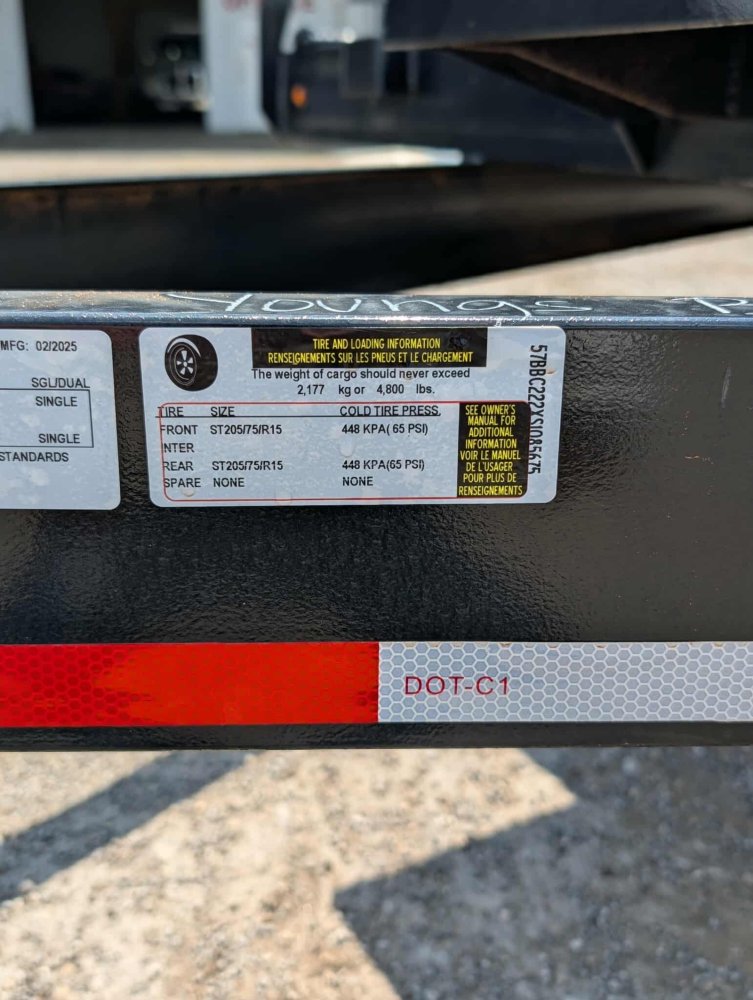 Youngs
MFG: 02/2025
SGL/DUAL
SINGLE
SINGLE
STANDARDS
TIRE AND LOADING INFORMATION
RENSEIGNEMENTS SUR LES PNEUS ET LE CHARGEMENT
The weight of cargo should never exceed
2,177 kg or 4,800 lbs.
TIRE SIZE COLD TIRE PRESS.
FRONT ST205/75/R15 448 KPA( 65 PSI)
NTER
REAR ST205/75/R15 448 KPA(65 PSI)
SPARE NONE NONE
SEE OWNER'S
MANUAL FOR
ADDITIONAL
INFORMATION
VOIR LE MANUEL
DE L'USAGER
POUR PLUS DE
RENSEIGNEMENTS
57BBC222XS1085675
DOT-C1